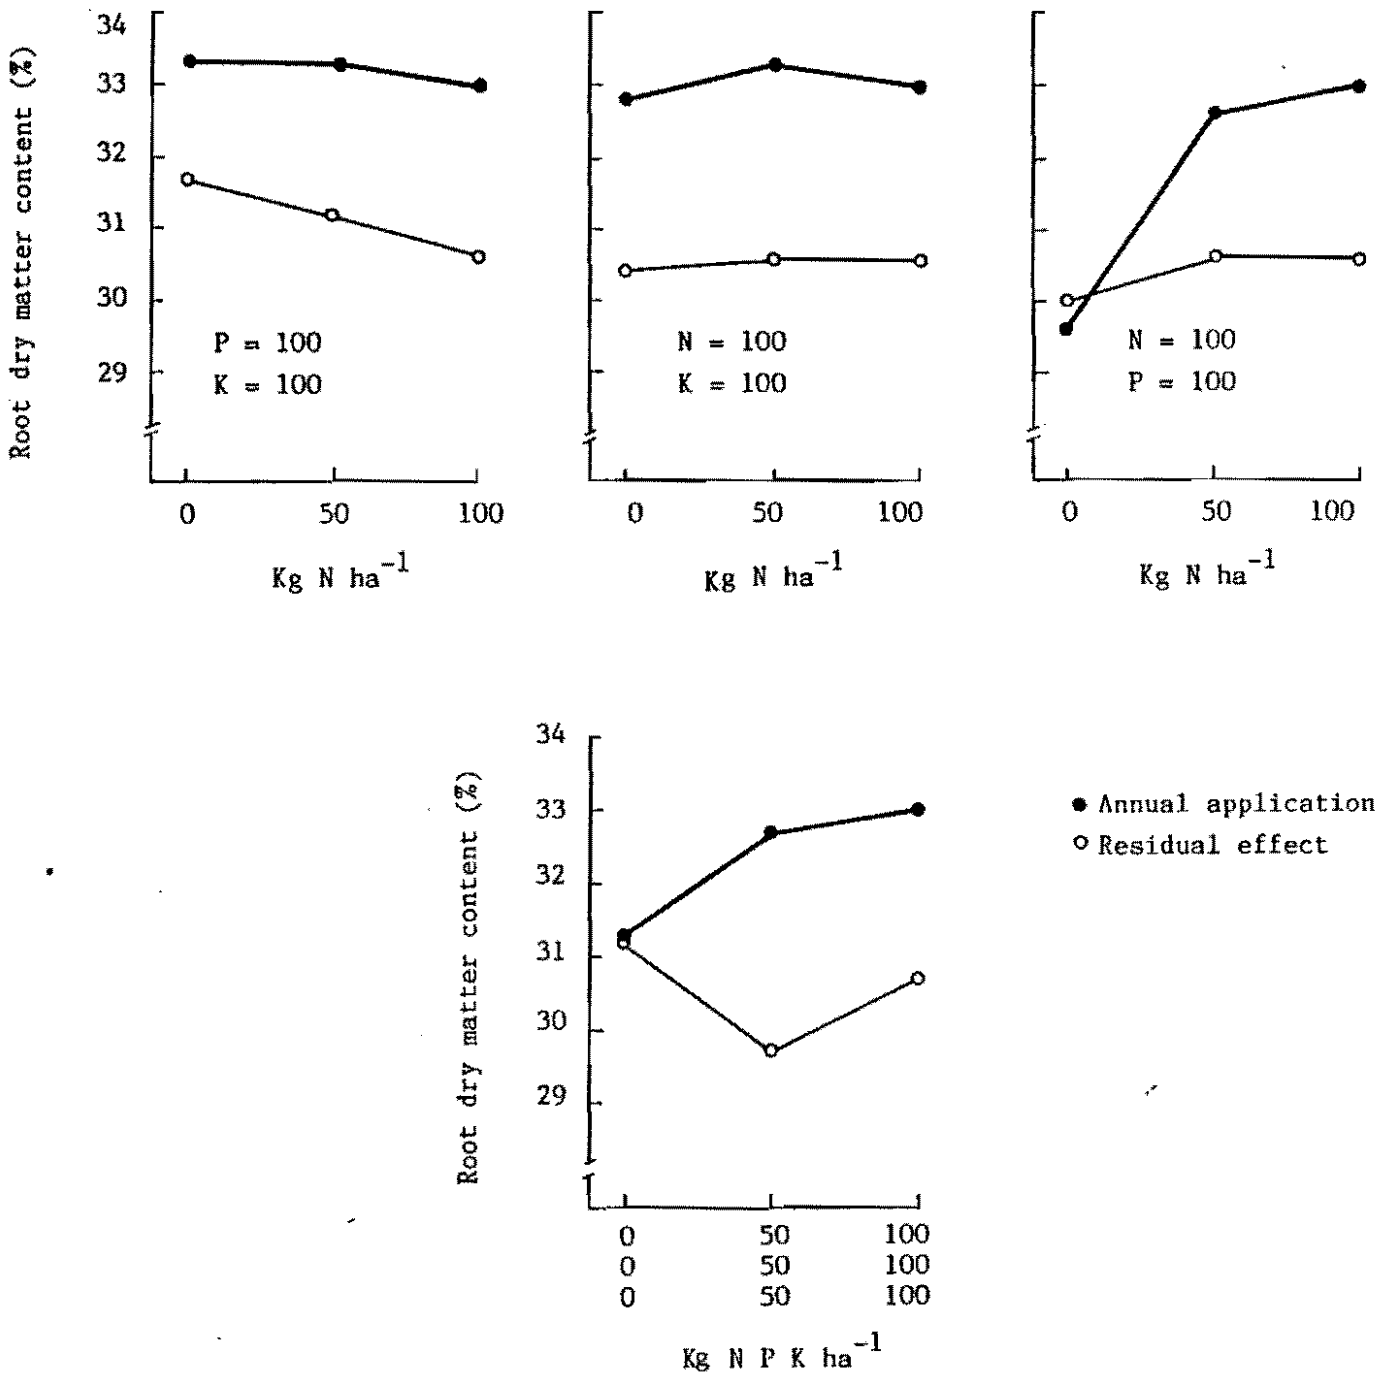 Root dry matter content (%)
34
33
32
31
30
29
P = 100
K = 100
0 50 100
Kg N ha-1
N = 100
K = 100
0 50 100
Kg N ha-1
N = 100
P = 100
0 50 100
Kg N ha-1
Root dry matter content (%)
34
33
32
31
30
29
0 50 100
0 50 100
0 50 100
Kg N P K ha-1
Annual application
Residual effect